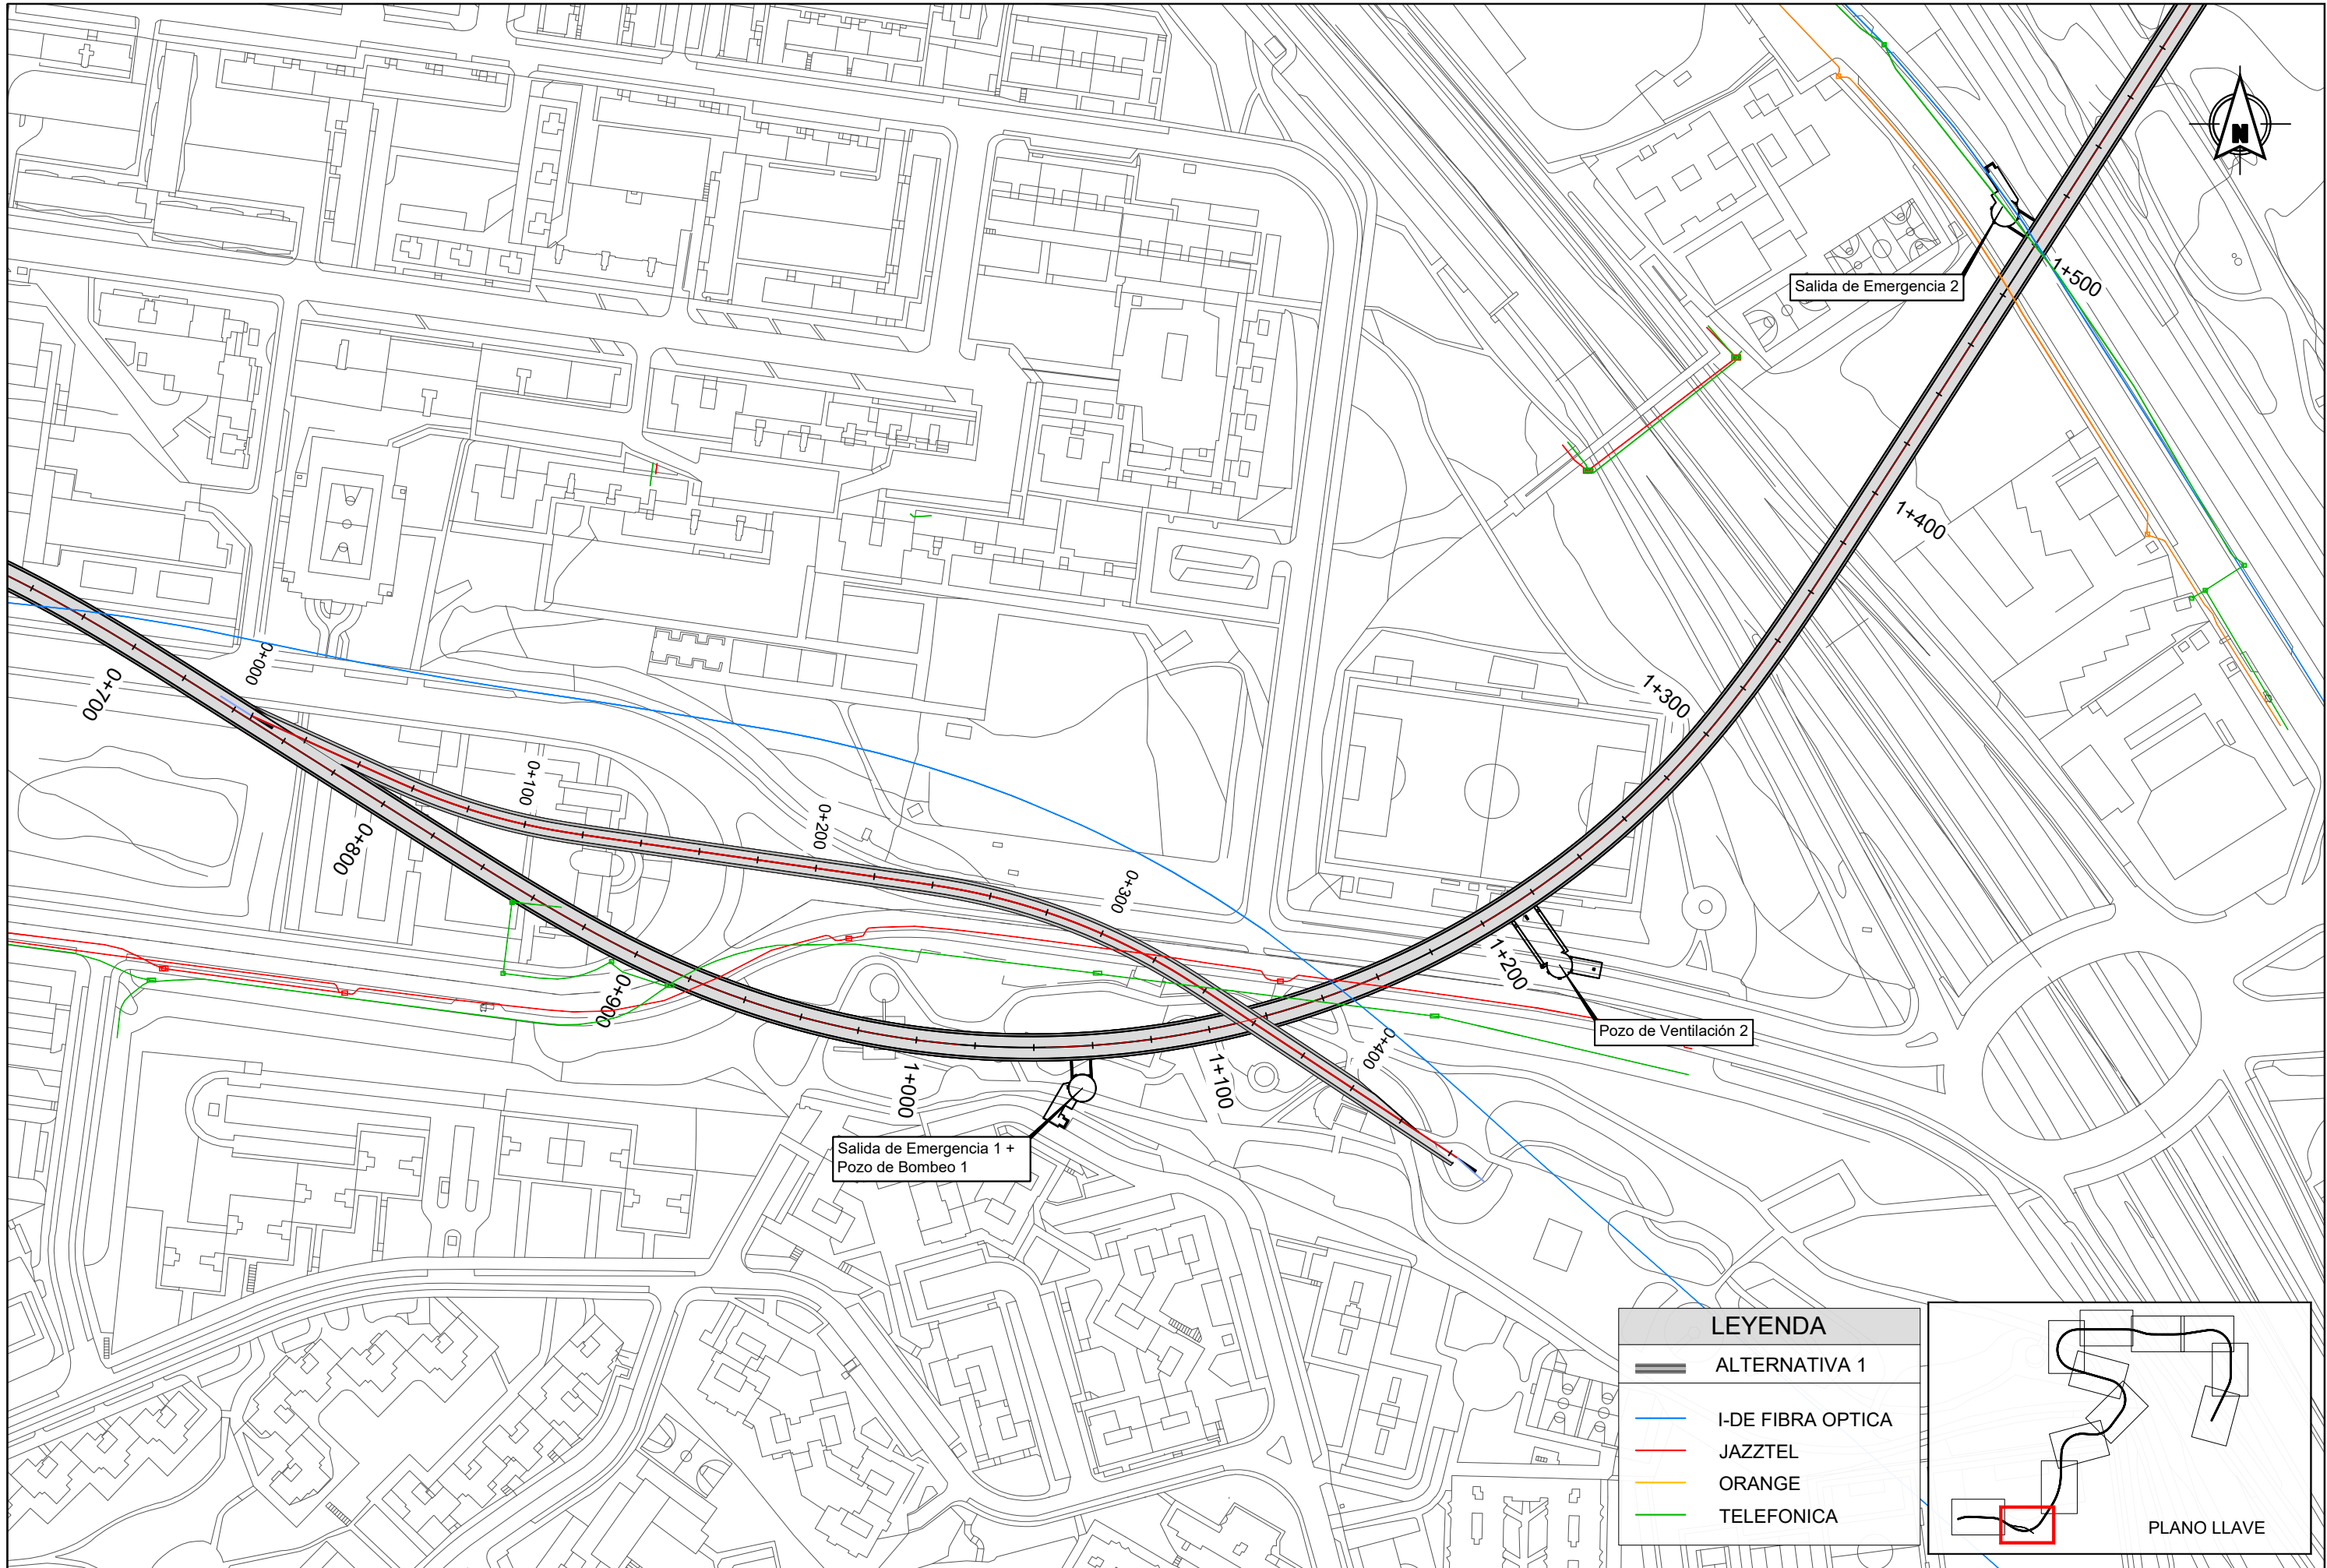 N
Salida de Emergencia 2
1+500
1+400
1+300
0+000
0+700
0+100
0+200
0+800
0+300
0+900
1+200
Pozo de Ventilación 2
0+400
1+000
1+100
Salida de Emergencia 1 +
Pozo de Bombeo 1
LEYENDA
ALTERNATIVA 1
I-DE FIBRA OPTICA
JAZZTEL
ORANGE
TELEFONICA
PLANO LLAVE